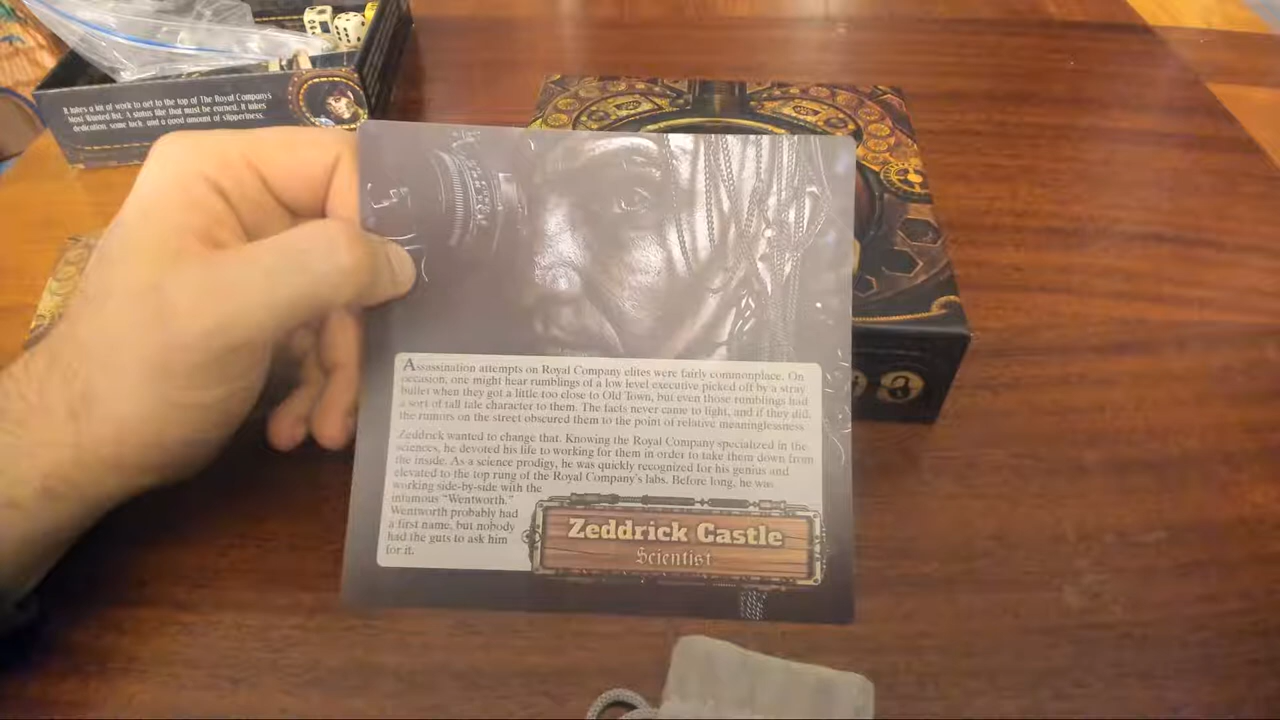 It takes a lot of work to get to the top of The Royal Company's
Most Wanted list. A status like that must be earned. It takes
dedication, some luck, and a good amount of slipperiness.
Assassination attempts on Royal Company elites were fairly commonplace. On
occasion, one might hear rumblings of a low level executive picked off by a stray
bullet when they got a little too close to Old Town, but even those rumblings had
a sort of tall tale character to them. The facts never came to light, and if they did,
the rumors on the street obscured them to the point of relative meaninglessness.
Zeddrick wanted to change that. Knowing the Royal Company specialized in the
sciences, he devoted his life to working for them in order to take them down from
the inside. As a science prodigy, he was quickly recognized for his genius and
elevated to the top rung of the Royal Company's labs. Before long, he was
working side-by-side with the
infamous "Wentworth."
Wentworth probably had
a first name, but nobody
had the guts to ask him
for it.
Zeddrick Castle
Scientist